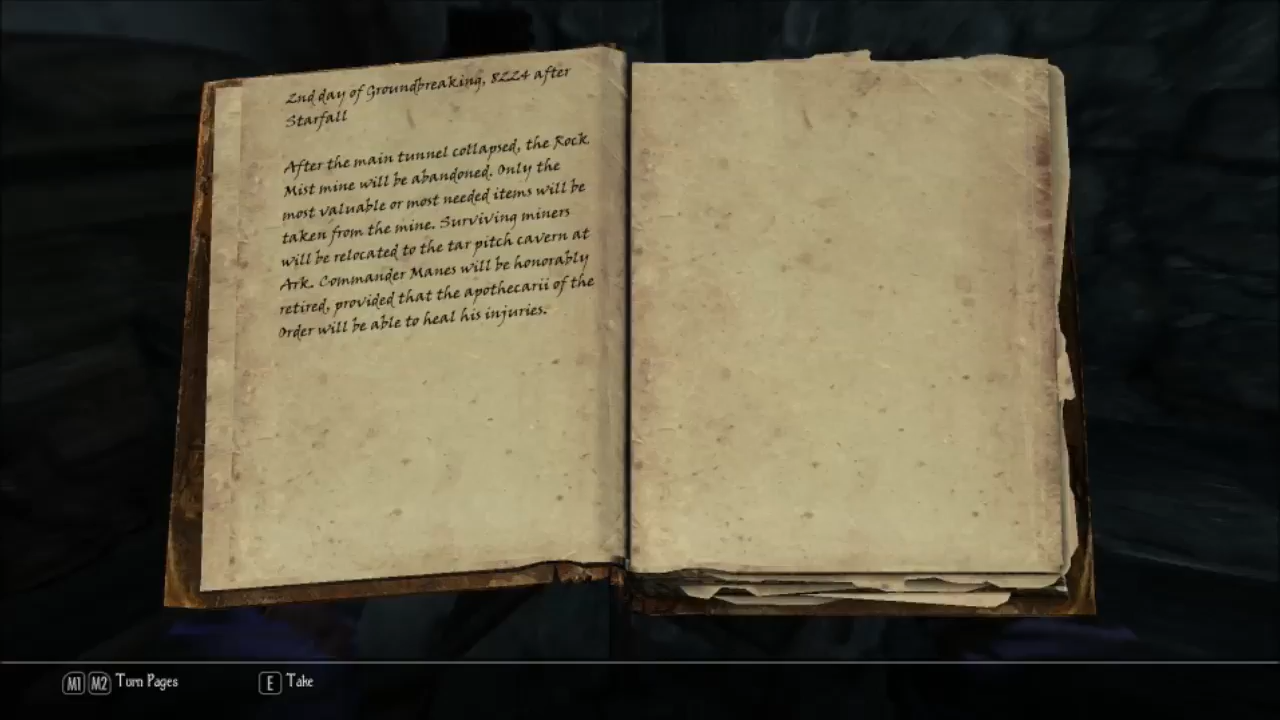 2nd day of Groundbreaking, 8224 after
Starfall
After the main tunnel collapsed, the Rock
Mist mine will be abandoned. Only the
most valuable or most needed items will be
taken from the mine. Surviving miners
will be relocated to the tar pitch cavern at
Ark. Commander Manes will be honorably
retired, provided that the apothecarii of the
Order will be able to heal his injuries.
M1 M2 Turn Pages
E Take